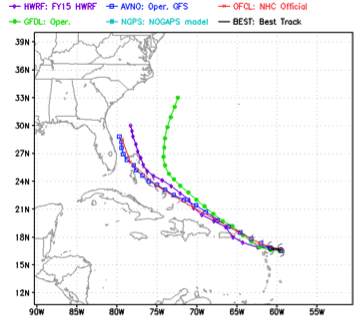 HWRF: FY15 HWRF AVNO: Oper. GFS OFCL: NHC Official
GFDL: Oper. NGPS: NOGAPS model BEST: Best Track
39N
36N
33N
30N
27N
24N
21N
18N
15N
12N
90W 85W 80W 75W 70W 65W 60W 55W